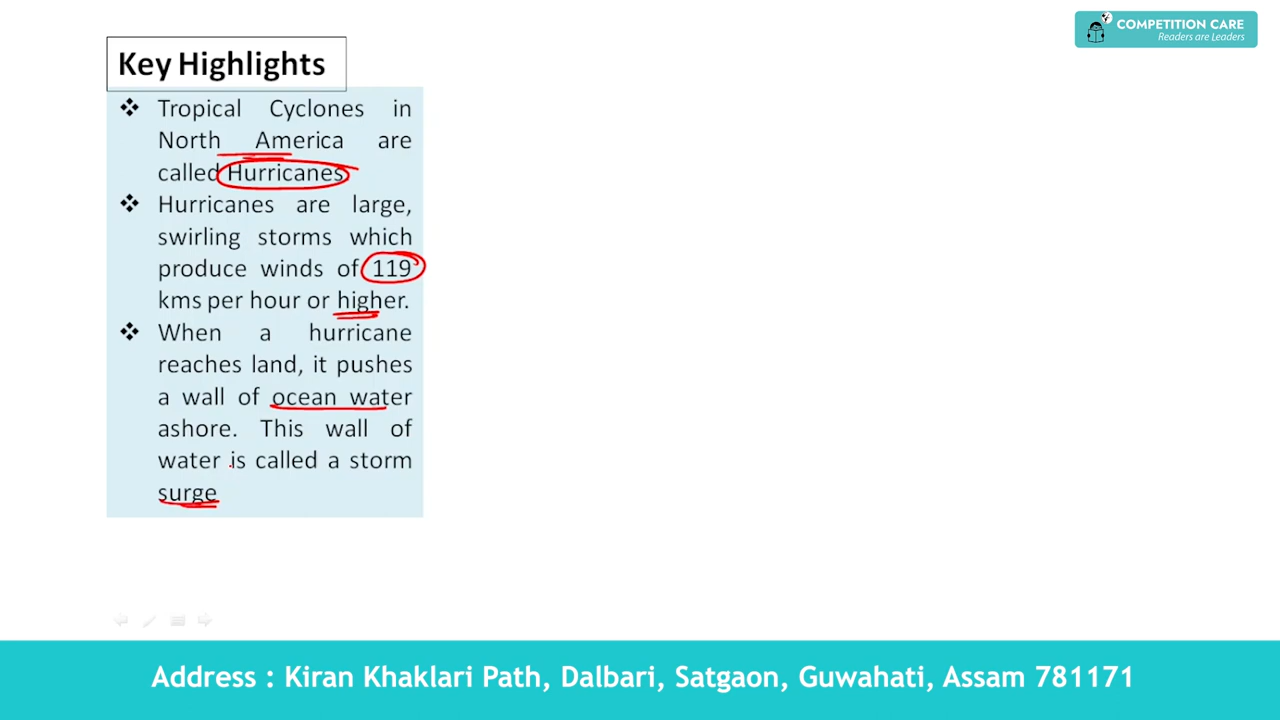 COMPETITION CARE
Readers are Leaders
Key Highlights
❖ Tropical Cyclones in
North America are
called Hurricanes
❖ Hurricanes are large,
swirling storms which
produce winds of 119
kms per hour or higher.
❖ When a hurricane
reaches land, it pushes
a wall of ocean water
ashore. This wall of
water is called a storm
surge
Address : Kiran Khaklari Path, Dalbari, Satgaon, Guwahati, Assam 781171